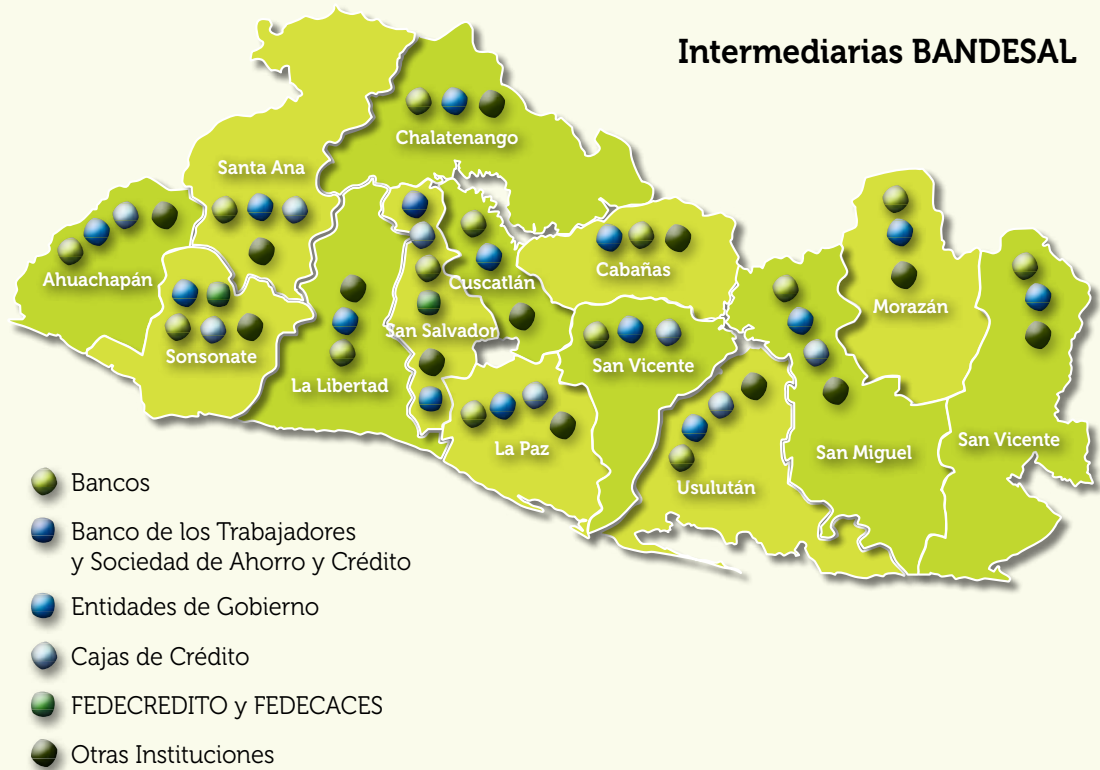 Intermediarias BANDESAL
Chalatenango
Santa Ana
Ahuachapán
Cabañas
Cuscatlán
Morazán
San Salvador
Sonsonate
San Vicente
La Libertad
San Vicente
La Paz
San Miguel
Usulután
Bancos
Banco de los Trabajadores
y Sociedad de Ahorro y Crédito
Entidades de Gobierno
Cajas de Crédito
FEDECREDITO y FEDECACES
Otras Instituciones